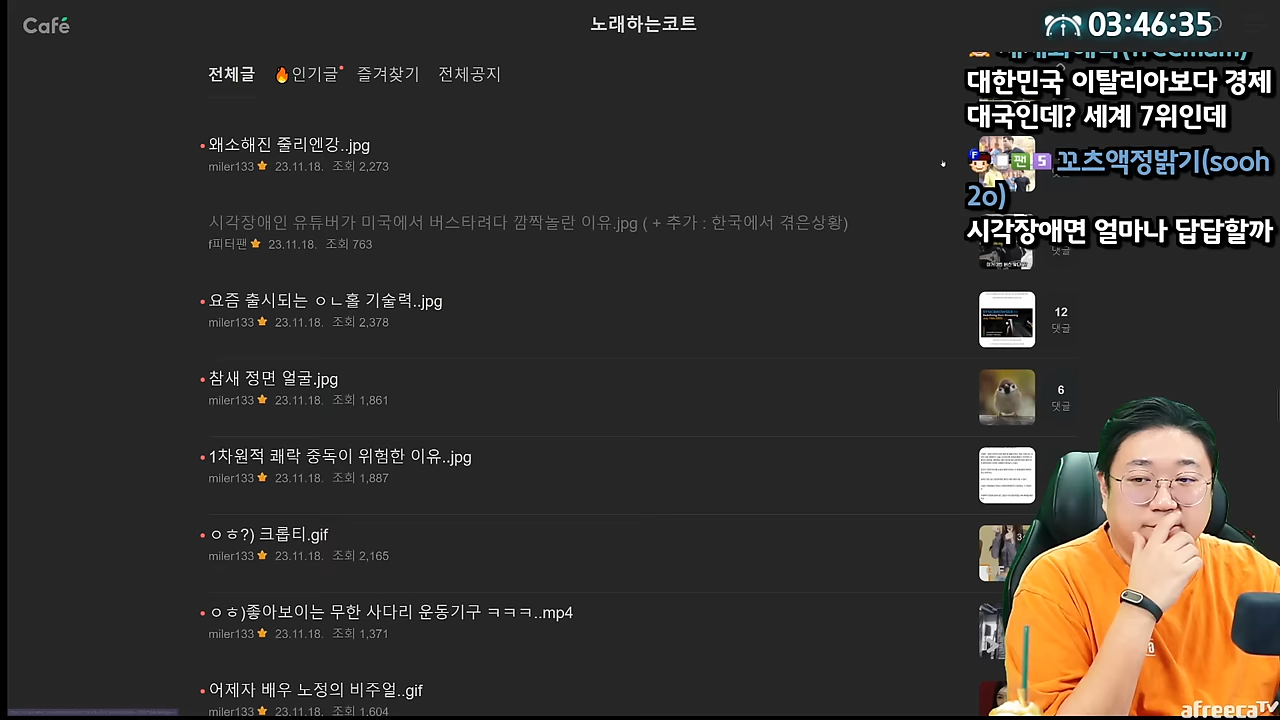 Café
노래하는코트
03:46:35
전체글
🔥인기글
즐겨찾기
전체공지
대한민국 이탈리아보다 경제
대국인데? 세계 7위인데
꼬츠액정밝기(sooh
2o)
시각장애면 얼마나 답답할까
왜소해진 줄리엔강..jpg
miler133 23.11.18. 조회 2,273
시각장애인 유튜버가 미국에서 버스타려다 깜짝놀란 이유.jpg ( + 추가 : 한국에서 겪은상황)
f피터팬 23.11.18. 조회 763
댓글
요즘 출시되는 ㅇㄴ홀 기술력..jpg
miler133 23.11.18. 조회 2,378
12
댓글
참새 정면 얼굴.jpg
miler133 23.11.18. 조회 1,861
6
댓글
1차원적 쾌락 중독이 위험한 이유..jpg
miler133 23.11.18. 조회
ㅇㅎ?) 크롭티.gif
miler133 23.11.18. 조회 2,165
ㅇㅎ)좋아보이는 무한 사다리 운동기구 ㅋㅋㅋ..mp4
miler133 23.11.18. 조회 1,371
어제자 배우 노정의 비주얼..gif
miler133 23.11.18. 조회 1,604
afreecaTV